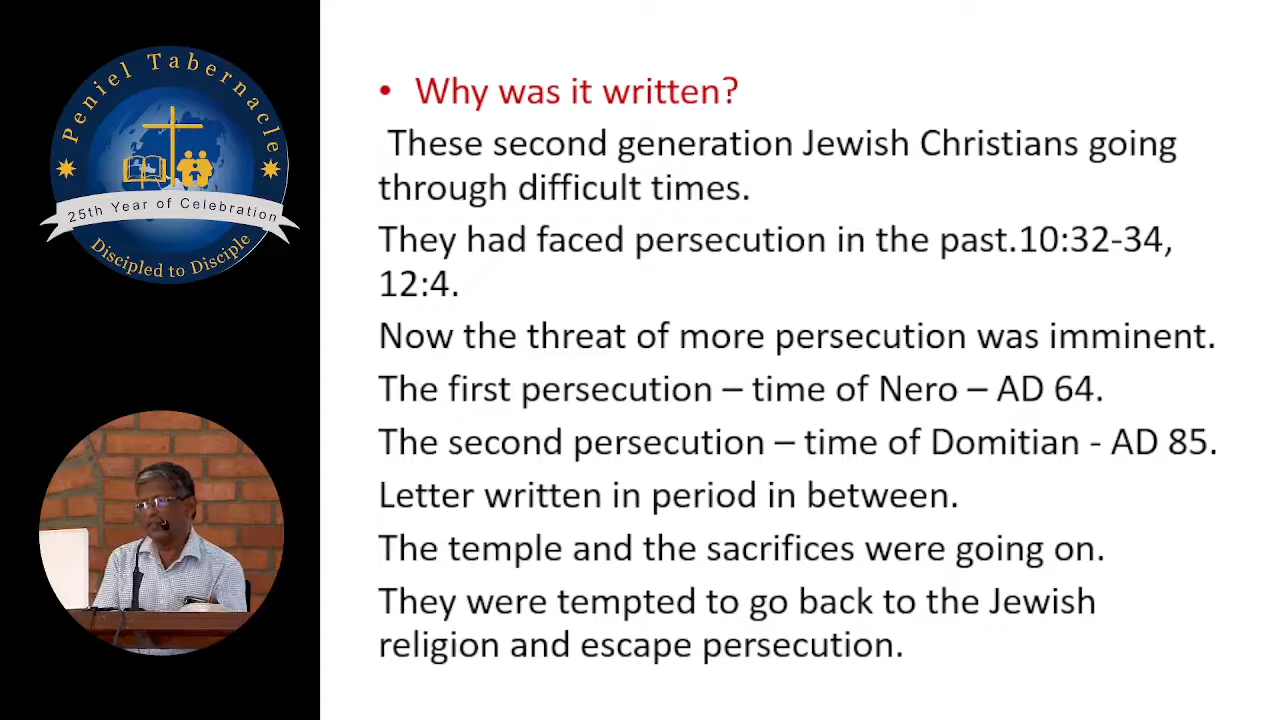 Peniel Tabernacle
25th Year of Celebration
Discipled to Disciple
• Why was it written?
These second generation Jewish Christians going
through difficult times.
They had faced persecution in the past.10:32-34,
12:4.
Now the threat of more persecution was imminent.
The first persecution – time of Nero – AD 64.
The second persecution – time of Domitian - AD 85.
Letter written in period in between.
The temple and the sacrifices were going on.
They were tempted to go back to the Jewish
religion and escape persecution.